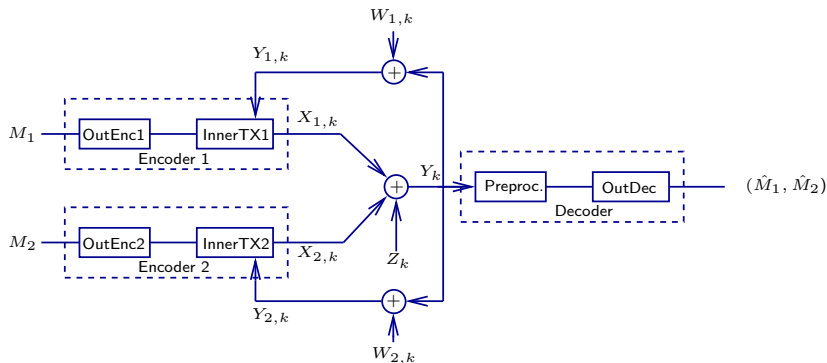 W_{1,k}
+
Y_{1,k}
M_1
OutEnc1
InnerTX1
X_{1,k}
Encoder 1
+
Y_k
Preproc.
OutDec
(\hat{M}_1, \hat{M}_2)
Decoder
Z_k
M_2
OutEnc2
InnerTX2
X_{2,k}
Encoder 2
Y_{2,k}
+
W_{2,k}